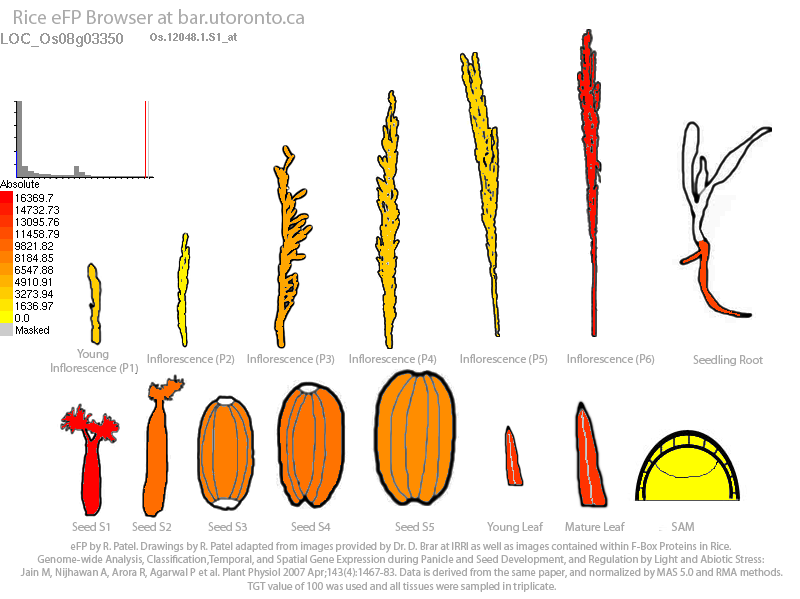 Rice eFP Browser at bar.utoronto.ca
LOC_Os08g03350 Os.12048.1.S1_at
Absolute
16369.7
14732.73
13095.76
11458.79
9821.82
8184.85
6547.88
4910.91
3273.94
1636.97
0.0
Masked
Young
Inflorescence (P1)
Inflorescence (P2)
Inflorescence (P3)
Inflorescence (P4)
Inflorescence (P5)
Inflorescence (P6)
Seedling Root
Seed S1
Seed S2
Seed S3
Seed S4
Seed S5
Young Leaf
Mature Leaf
. SAM
eFP by R. Patel. Drawings by R. Patel adapted from images provided by Dr. D. Brar at IRRI as well as images contained within F-Box Proteins in Rice.
Genome-wide Analysis, Classification,Temporal, and Spatial Gene Expression during Panicle and Seed Development, and Regulation by Light and Abiotic Stress:
Jain M, Nijhawan A, Arora R, Agarwal P et al. Plant Physiol 2007 Apr;143(4):1467-83. Data is derived from the same paper, and normalized by MAS 5.0 and RMA methods.
TGT value of 100 was used and all tissues were sampled in triplicate.